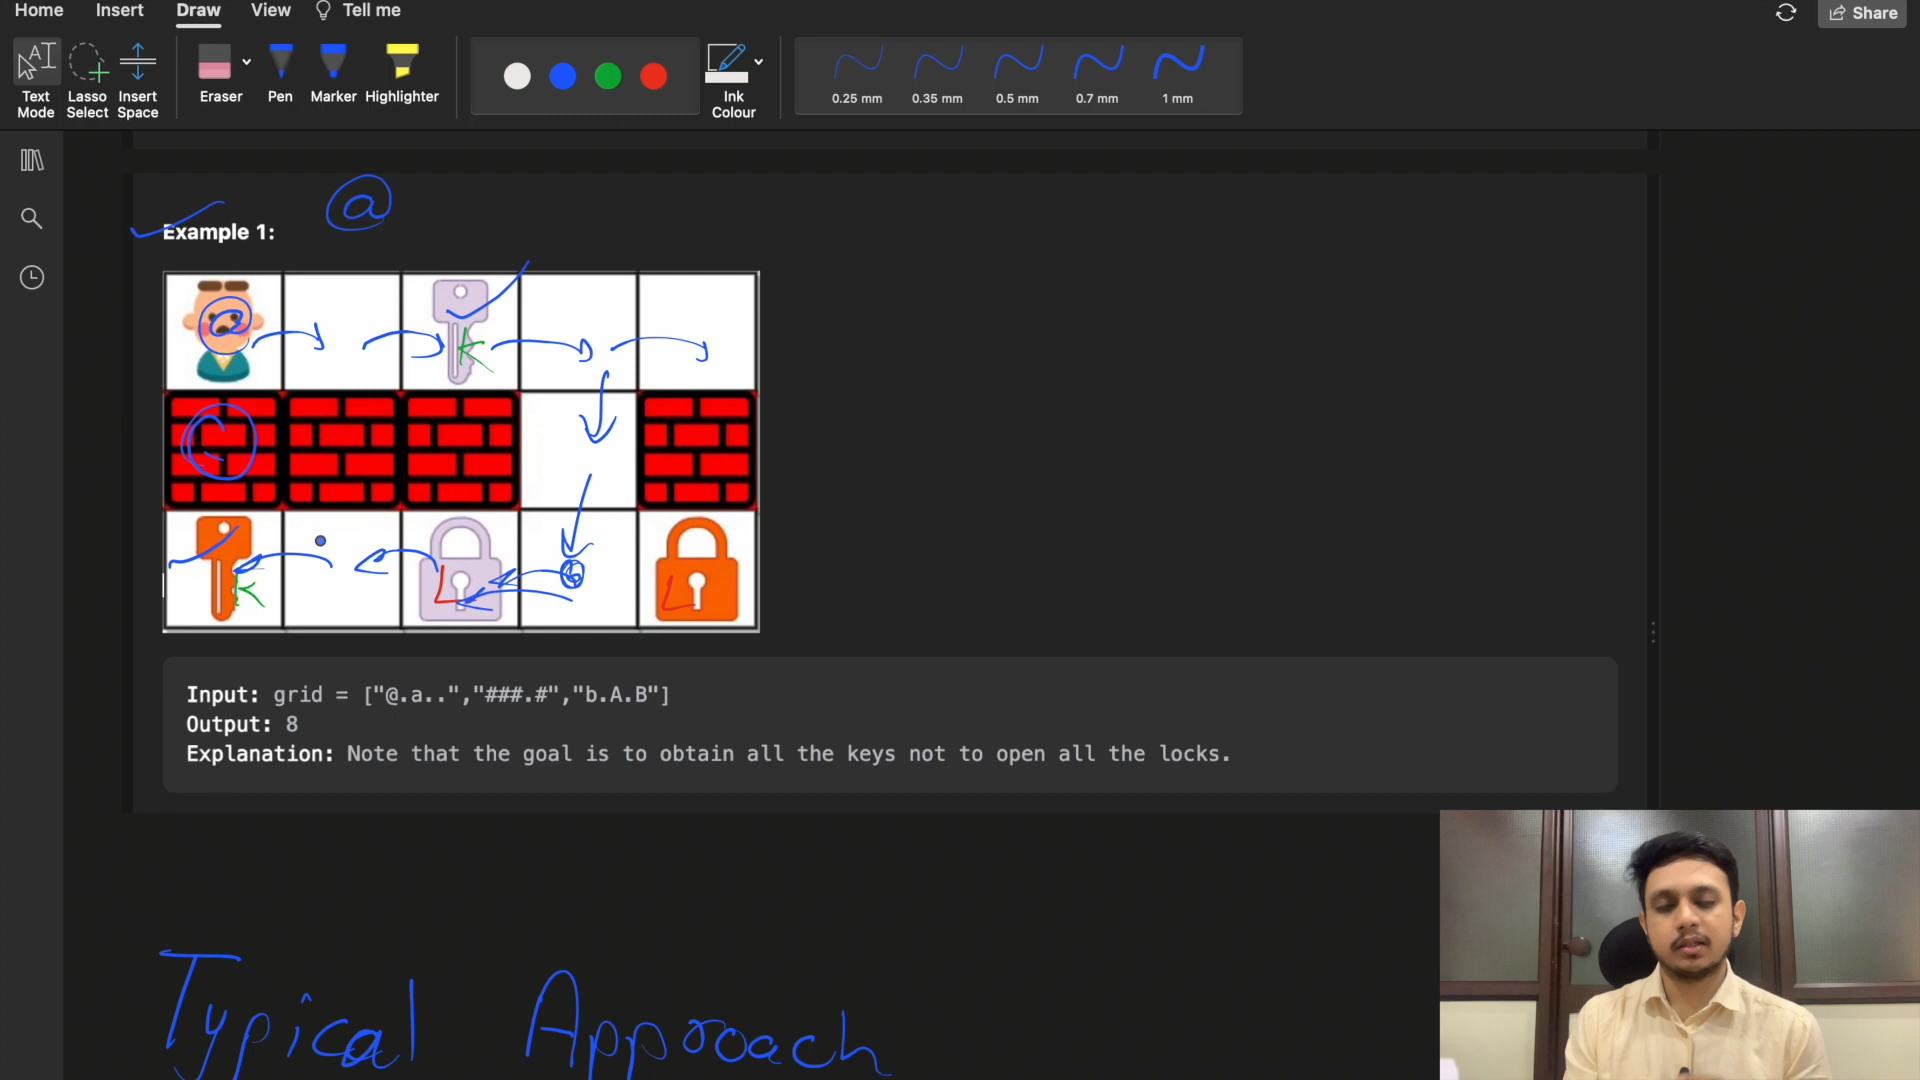 Home Insert Draw View Tell me Share
Text Mode
Lasso Select
Insert Space
Eraser
Pen
Marker
Highlighter
Ink Colour
0.25 mm 0.35 mm 0.5 mm 0.7 mm 1 mm
@
Example 1:
K
K
L
L
Input: grid = ["@.a..","###.#","b.A.B"]
Output: 8
Explanation: Note that the goal is to obtain all the keys not to open all the locks.
Typical Approach